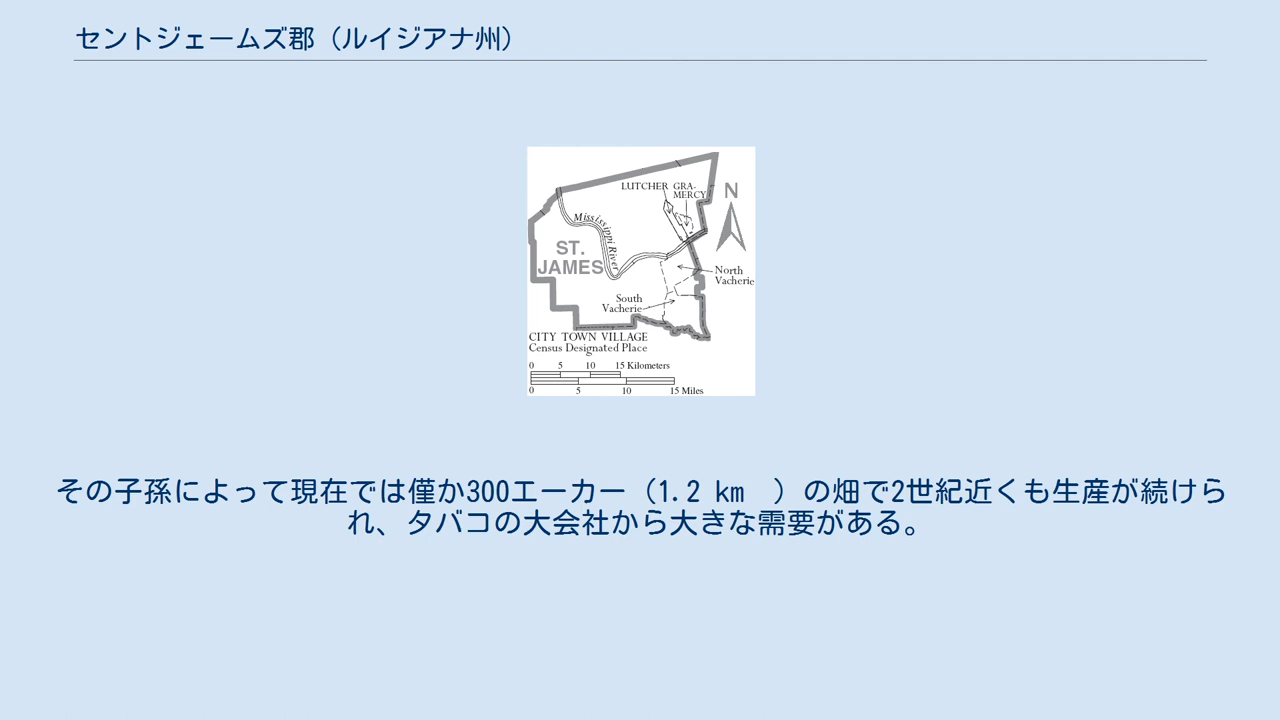 セントジェームズ郡（ルイジアナ州）
LUTCHER GRA-
MERCY
N
Mississippi River
ST.
JAMES
North
Vacherie
South
Vacherie
CITY TOWN VILLAGE
Census Designated Place
0 5 10 15 Kilometers
0 5 10 15 Miles
その子孫によって現在では僅か300エーカー（1.2 km　）の畑で2世紀近くも生産が続けら
れ、タバコの大会社から大きな需要がある。